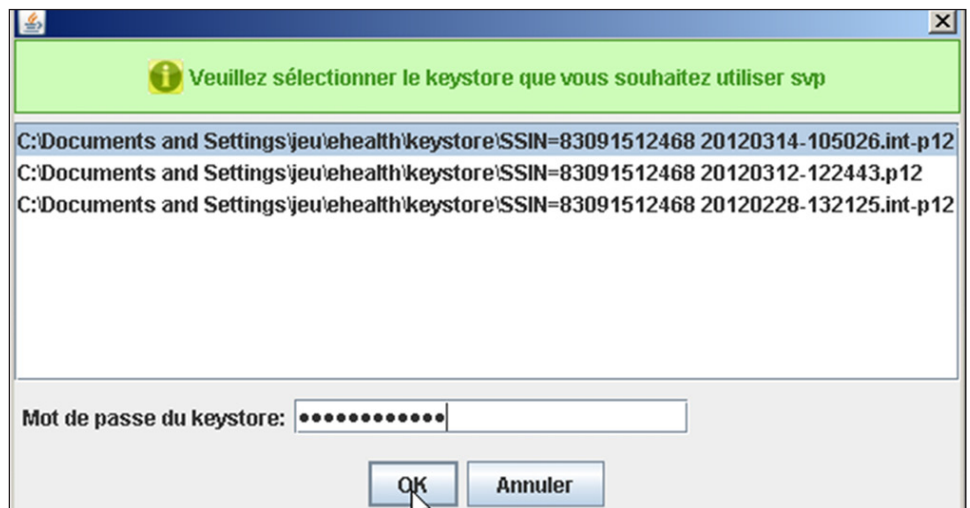 Veuillez sélectionner le keystore que vous souhaitez utiliser svp
C:\Documents and Settings\jeu\ehealth\keystore\SSIN=83091512468 20120314-105026.int-p12
C:\Documents and Settings\jeu\ehealth\keystore\SSIN=83091512468 20120312-122443.p12
C:\Documents and Settings\jeu\ehealth\keystore\SSIN=83091512468 20120228-132125.int-p12
Mot de passe du keystore: ●●●●●●●●●●●●
OK Annuler